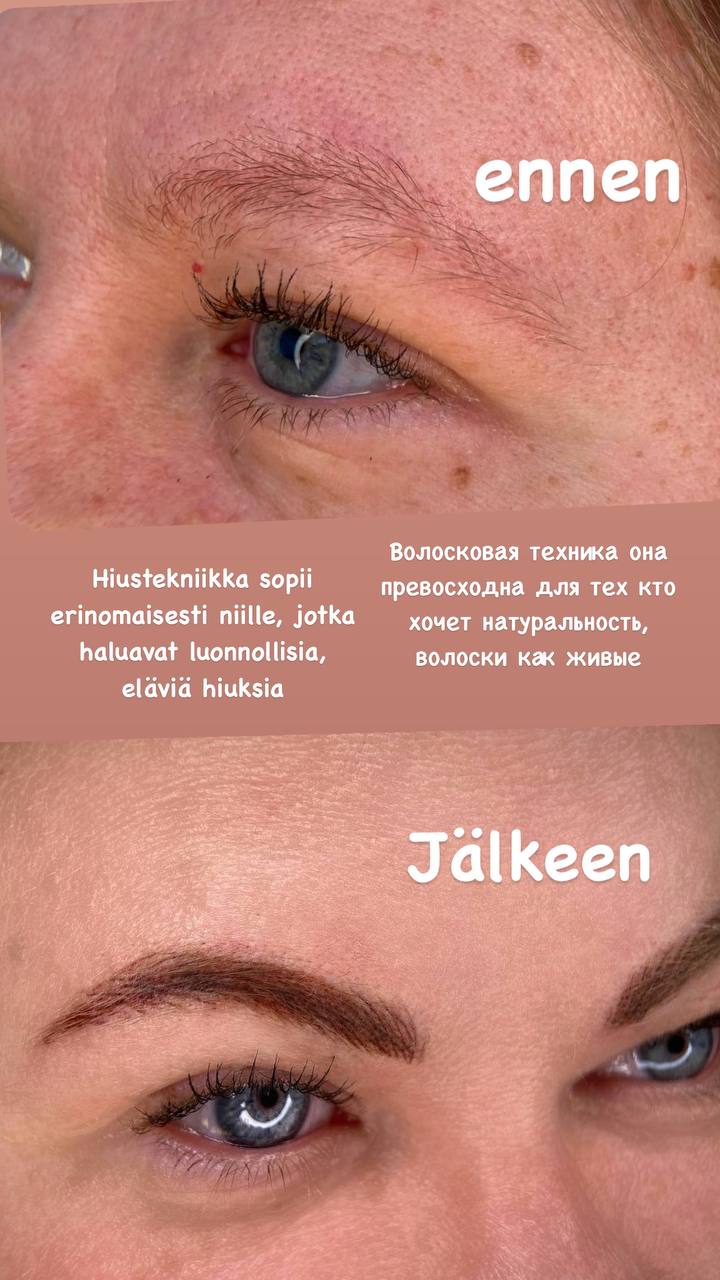 ennen
Hiustekniikka sopii
erinomaisesti niille, jotka
haluavat luonnollisia,
eläviä hiuksia
Волосковая техника она
превосходна для тех кто
хочет натуральность,
волоски как живые
Jälkeen